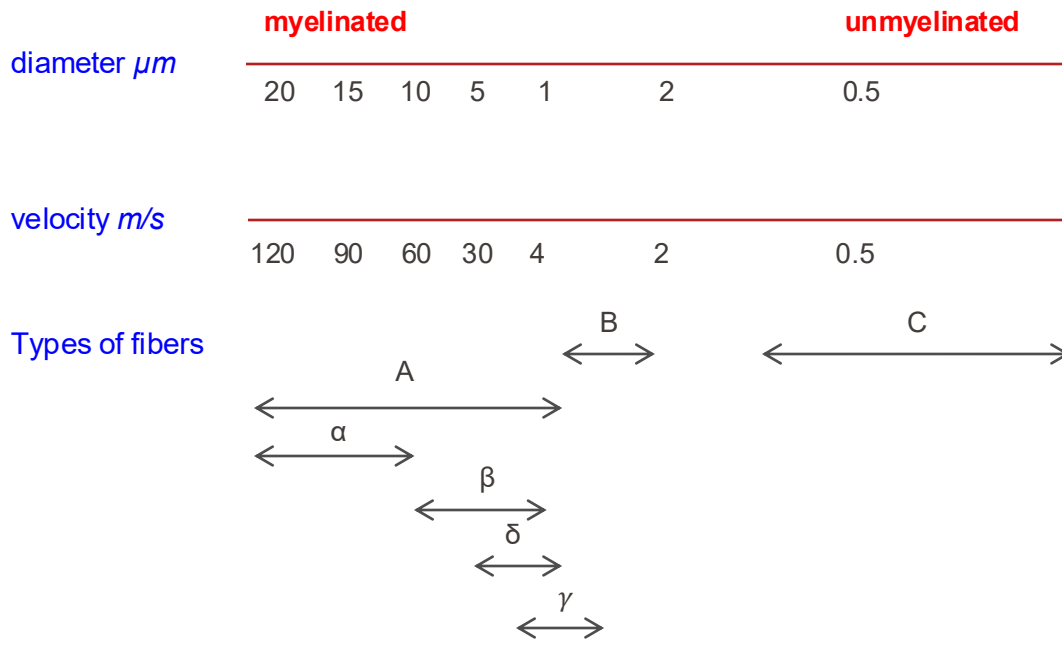 myelinated unmyelinated
diameter µm
20 15 10 5 1 2 0.5
velocity m/s
120 90 60 30 4 2 0.5
B C
Types of fibers
A
α
β
δ
γ